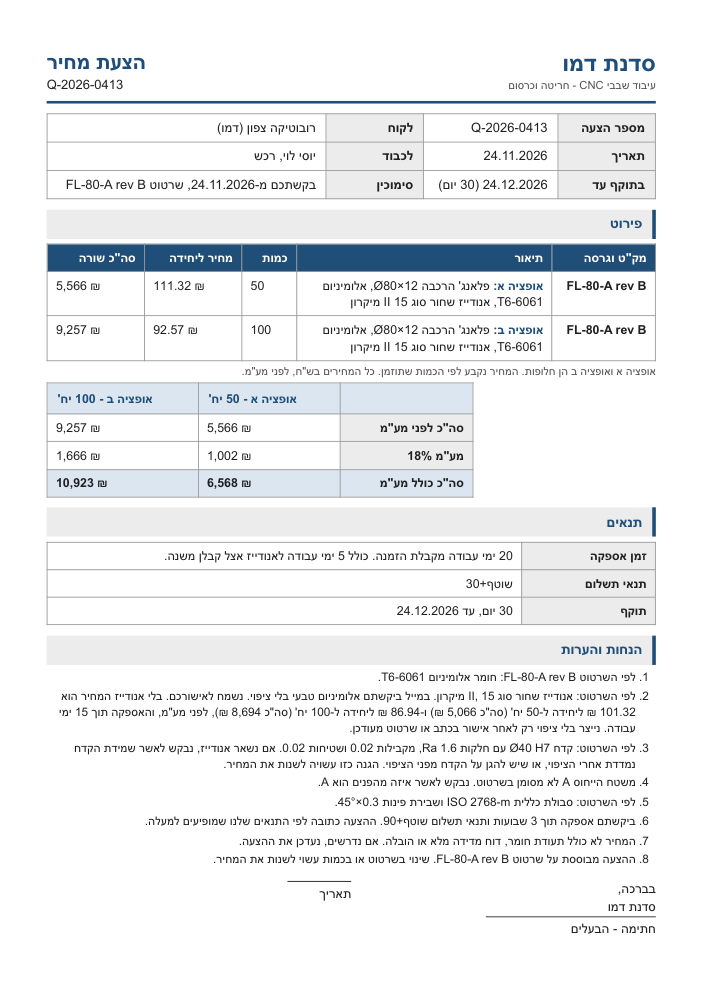 סדנת דמו
עיבוד שבבי CNC - חריטה וכרסום
הצעת מחיר
Q-2026-0413
מספר הצעה Q-2026-0413 לקוח רובוטיקה צפון (דמו)
תאריך 24.11.2026 לכבוד יוסי לוי, רכש
בתוקף עד 24.12.2026 (30 יום) סימוכין בקשתכם מ-24.11.2026, שרטוט FL-80-A rev B
פירוט
מק"ט וגרסה תיאור כמות מחיר ליחידה סה"כ שורה
FL-80-A rev B אופציה א: פלאנג' הרכבה Ø80×12, אלומיניום 50 111.32 ₪ 5,566 ₪
6061-T6, אנודייז שחור סוג II 15 מיקרון
FL-80-A rev B אופציה ב: פלאנג' הרכבה Ø80×12, אלומיניום 100 92.57 ₪ 9,257 ₪
6061-T6, אנודייז שחור סוג II 15 מיקרון
אופציה א ואופציה ב הן חלופות. המחיר נקבע לפי הכמות שתוזמן. כל המחירים בש"ח, לפני מע"מ.
אופציה א - 50 יח' אופציה ב - 100 יח'
סה"כ לפני מע"מ 5,566 ₪ 9,257 ₪
מע"מ 18% 1,002 ₪ 1,666 ₪
סה"כ כולל מע"מ 6,568 ₪ 10,923 ₪
תנאים
זמן אספקה 20 ימי עבודה מקבלת הזמנה. כולל 5 ימי עבודה לאנודייז אצל קבלן משנה.
תנאי תשלום שוטף+30
תוקף 30 יום, עד 24.12.2026
הנחות והערות
1. לפי השרטוט FL-80-A rev B: חומר אלומיניום 6061-T6.
2. לפי השרטוט: אנודייז שחור סוג II, 15 מיקרון. במייל ביקשתם אלומיניום טבעי בלי ציפוי. נשמח לאישורכם. בלי אנודייז המחיר הוא
101.32 ₪ ליחידה ל-50 יח' (סה"כ 5,066 ₪) ו-86.94 ₪ ליחידה ל-100 יח' (סה"כ 8,694 ₪), לפני מע"מ, והאספקה תוך 15 ימי
עבודה. נייצר בלי ציפוי רק לאחר אישור בכתב או שרטוט מעודכן.
3. לפי השרטוט: קדח Ø40 H7 עם חלקות Ra 1.6, מקבילות 0.02 ושטיחות 0.02. אם נשאר אנודייז, נבקש לאשר שמידת הקדח
נמדדת אחרי הציפוי, או שיש להגן על הקדח מפני הציפוי. הגנה כזו עשויה לשנות את המחיר.
4. משטח הייחוס A לא מסומן בשרטוט. נבקש לאשר איזה מהפנים הוא A.
5. לפי השרטוט: סבולת כללית ISO 2768-m ושבירת פינות 0.3×45°.
6. ביקשתם אספקה תוך 3 שבועות ותנאי תשלום שוטף+90. ההצעה כתובה לפי התנאים שלנו שמופיעים למעלה.
7. המחיר לא כולל תעודת חומר, דוח מדידה מלא או הובלה. אם נדרשים, נעדכן את ההצעה.
8. ההצעה מבוססת על שרטוט FL-80-A rev B. שינוי בשרטוט או בכמות עשוי לשנות את המחיר.
בברכה,
סדנת דמו
חתימה - הבעלים
תאריך